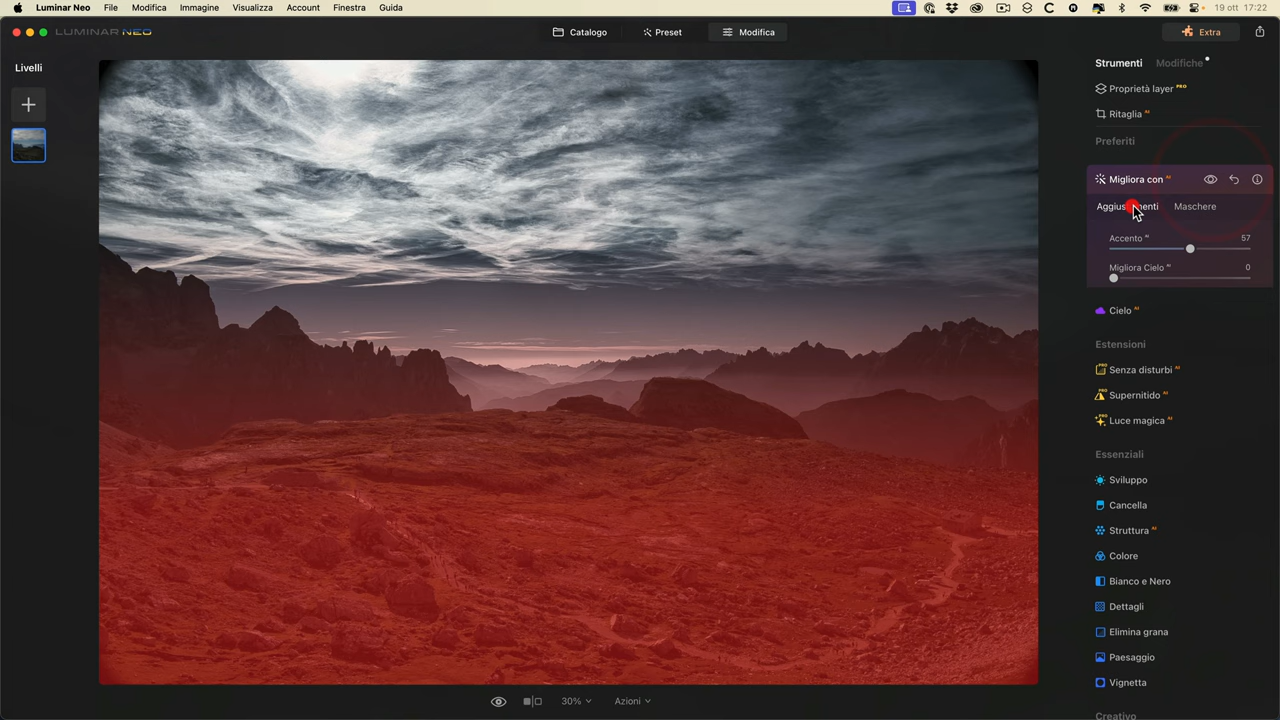 Luminar Neo File Modifica Immagine Visualizza Account Finestra Guida 19 ott 17:22
LUMINAR NEO Catalogo Preset Modifica Extra
Livelli
Strumenti Modifiche
Proprietà layer PRO
Ritaglia AI
Preferiti
Migliora con AI
Maschere
Accento AI 57
Migliora Cielo AI 0
Cielo AI
Estensioni
Senza disturbi AI
Supernitido AI
Luce magica AI
Essenziali
Sviluppo
Cancella
Struttura AI
Colore
Bianco e Nero
Dettagli
Elimina grana
Paesaggio
Vignetta
Creativo
30% Azioni